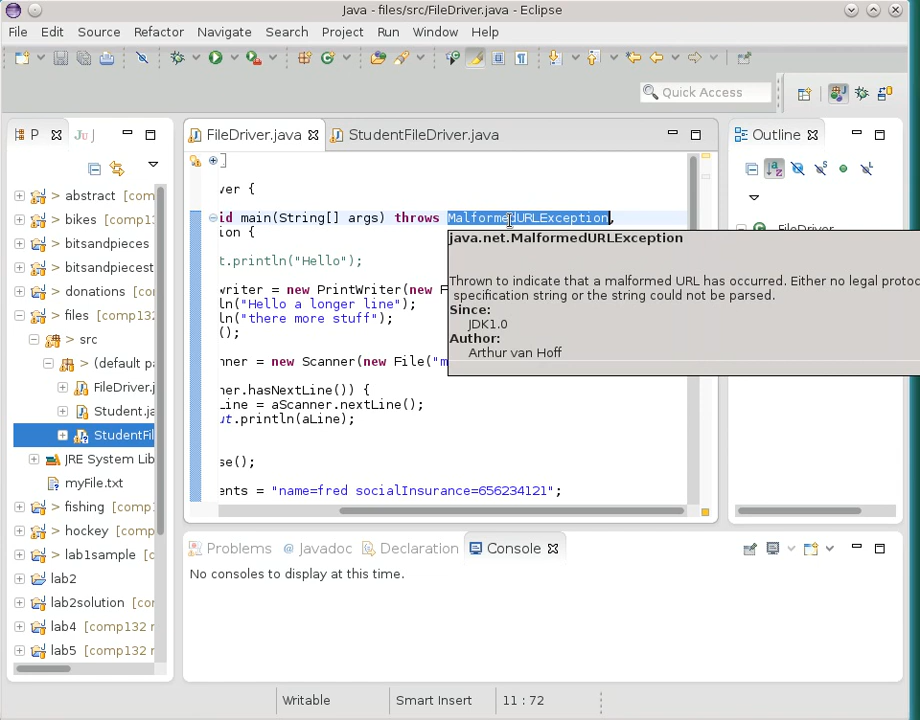 Java - files/src/FileDriver.java - Eclipse
File Edit Source Refactor Navigate Search Project Run Window Help
Quick Access
P Ju J
FileDriver.java StudentFileDriver.java
Outline
> abstract [com
> bikes [comp1
bitsandpieces
bitsandpiecest
> donations [
> files [comp13
> src
> (default pa
FileDriver.j
Student.ja
StudentFil
JRE System Lib
myFile.txt
> fishing [comp
> hockey [comp
> lab1sample [c
lab2
lab2solution [co
lab4 [comp132 r
lab5 [comp132 r
ver {
id main(String[] args) throws MalformedURLException,
ion {
t.println("Hello");
writer = new PrintWriter(new F
ln("Hello a longer line");
ln("there more stuff");
();
nner = new Scanner(new File("m
ner.hasNextLine()) {
Line = aScanner.nextLine();
ut.println(aLine);
se();
ents = "name=fred socialInsurance=656234121";
java.net.MalformedURLException
Thrown to indicate that a malformed URL has occurred. Either no legal protoc
specification string or the string could not be parsed.
Since:
JDK1.0
Author:
Arthur van Hoff
FileDriver
Problems @ Javadoc Declaration Console
No consoles to display at this time.
Writable Smart Insert 11 : 72